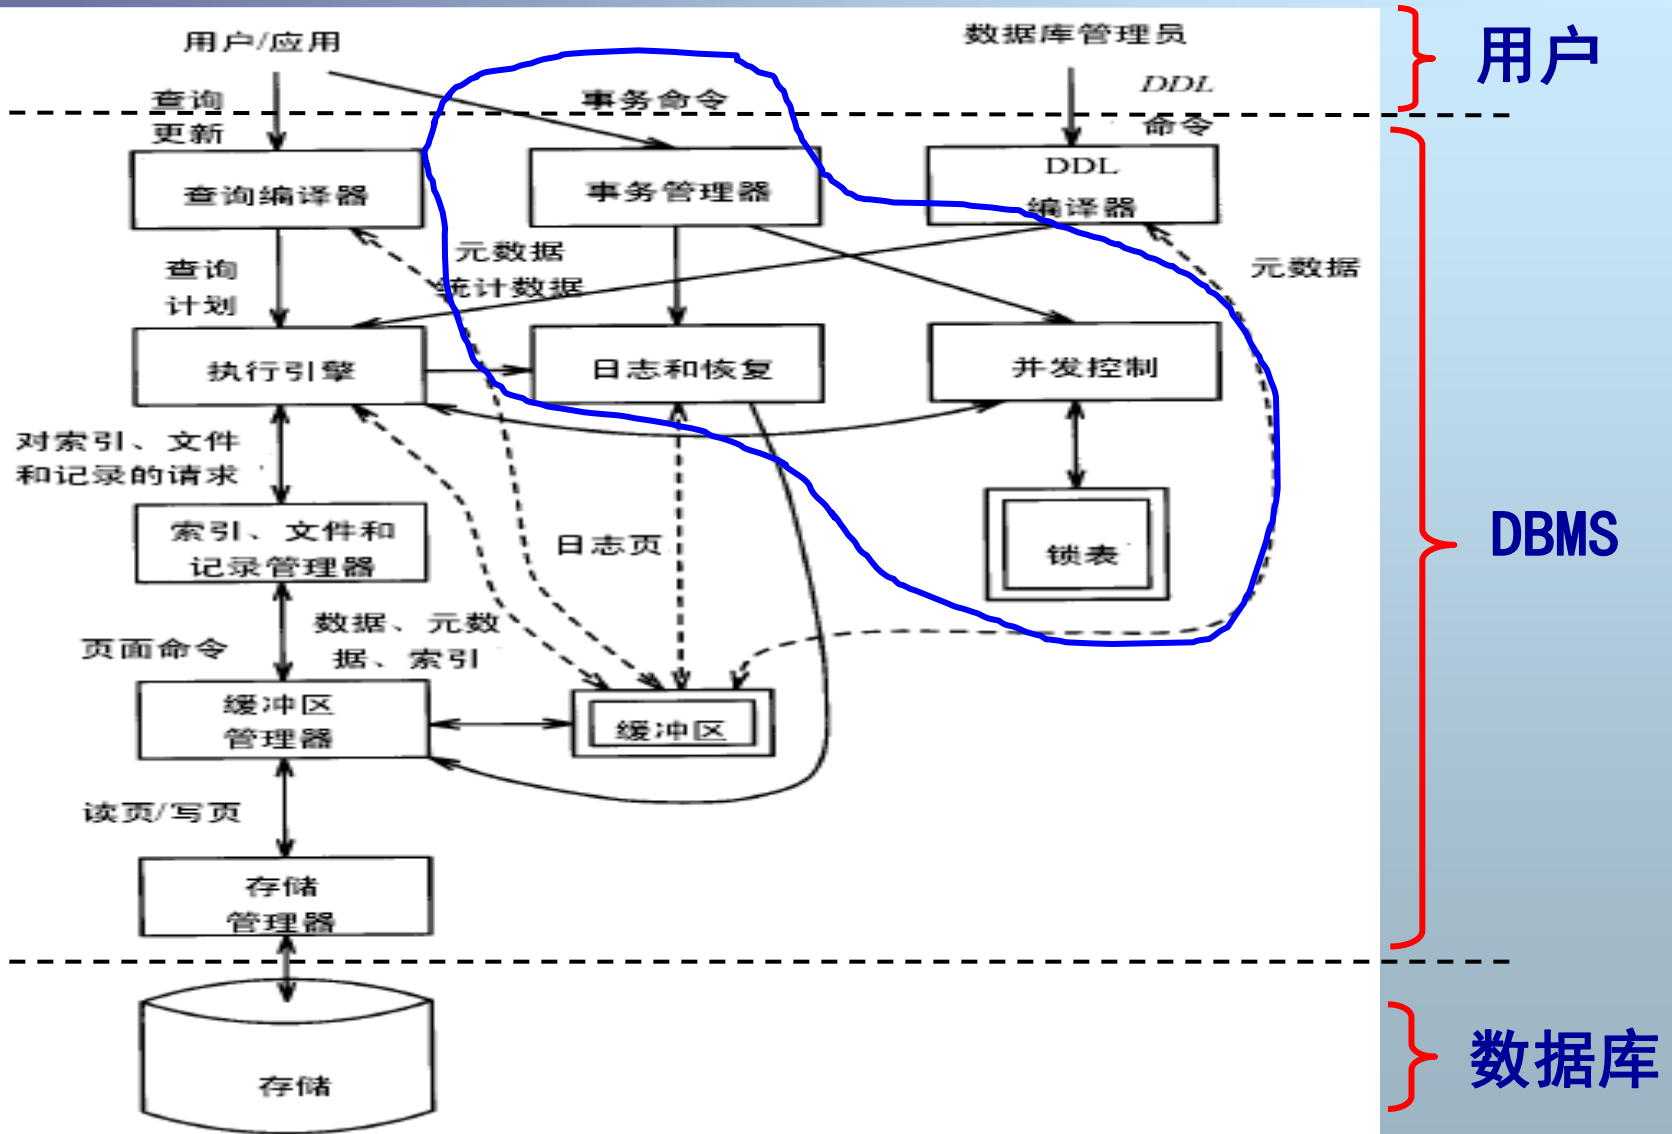 用户/应用
数据库管理员
用户
查询
更新
事务命令
DDL
命令
查询编译器
事务管理器
DDL
编译器
元数据
统计数据
元数据
查询
计划
执行引擎
日志和恢复
并发控制
对索引、文件
和记录的请求
索引、文件和
记录管理器
日志页
锁表
DBMS
数据、元数
据、索引
页面命令
缓冲区
管理器
缓冲区
读页/写页
存储
管理器
存储
数据库